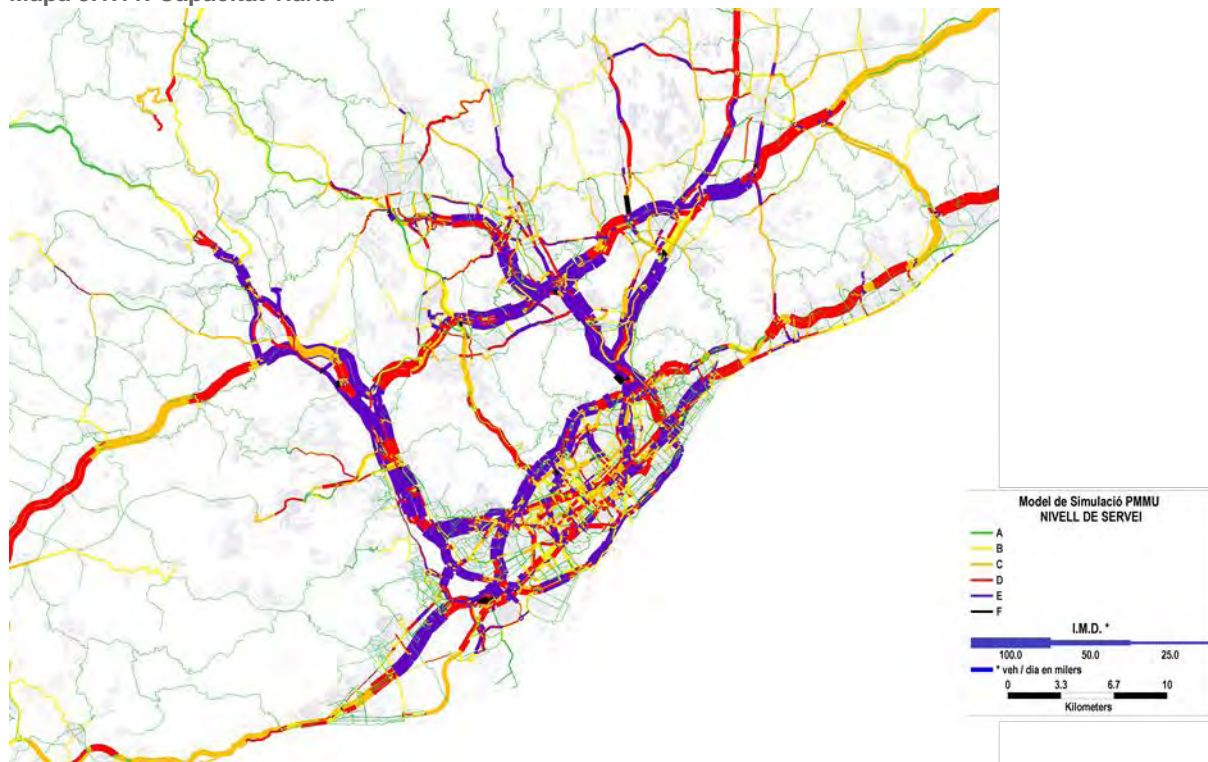 Model de Simulació PMMU
NIVELL DE SERVEI
A
B
C
D
E
F
I.M.D. *
100.0 50.0 25.0
* veh / dia en milers
0 3.3 6.7 10
Kilometers